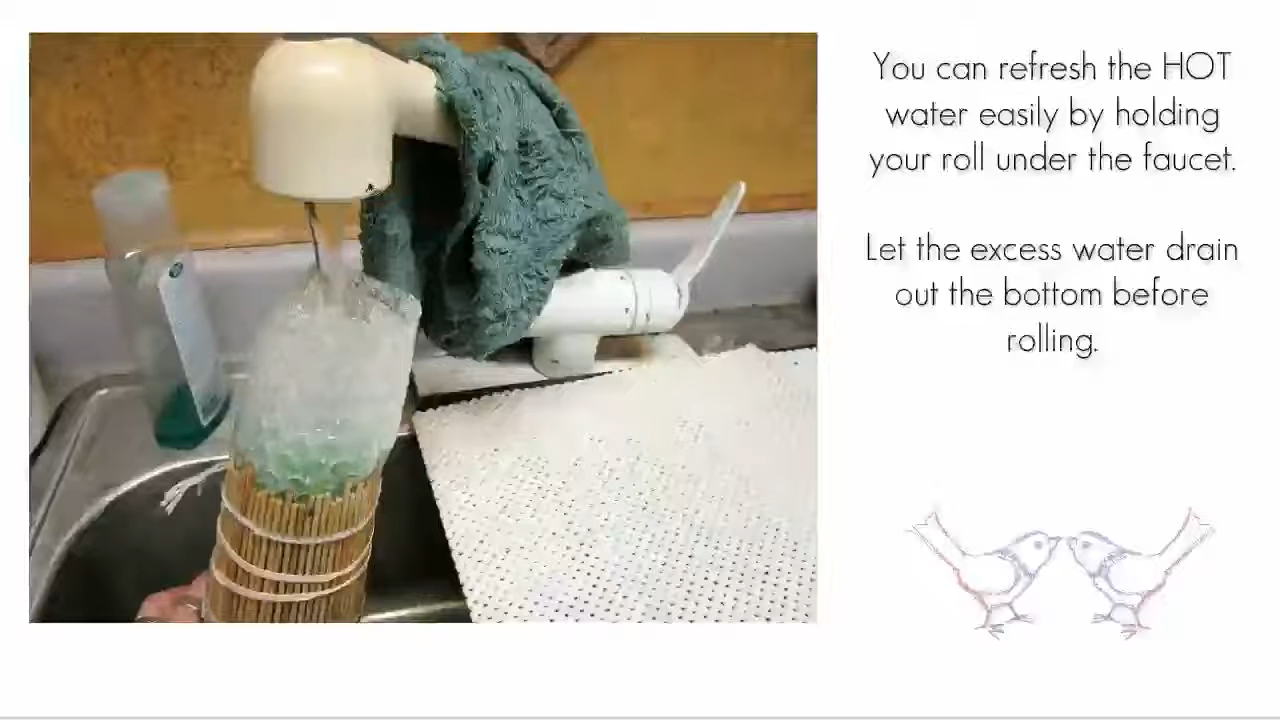 You can refresh the HOT
water easily by holding
your roll under the faucet.
Let the excess water drain
out the bottom before
rolling.